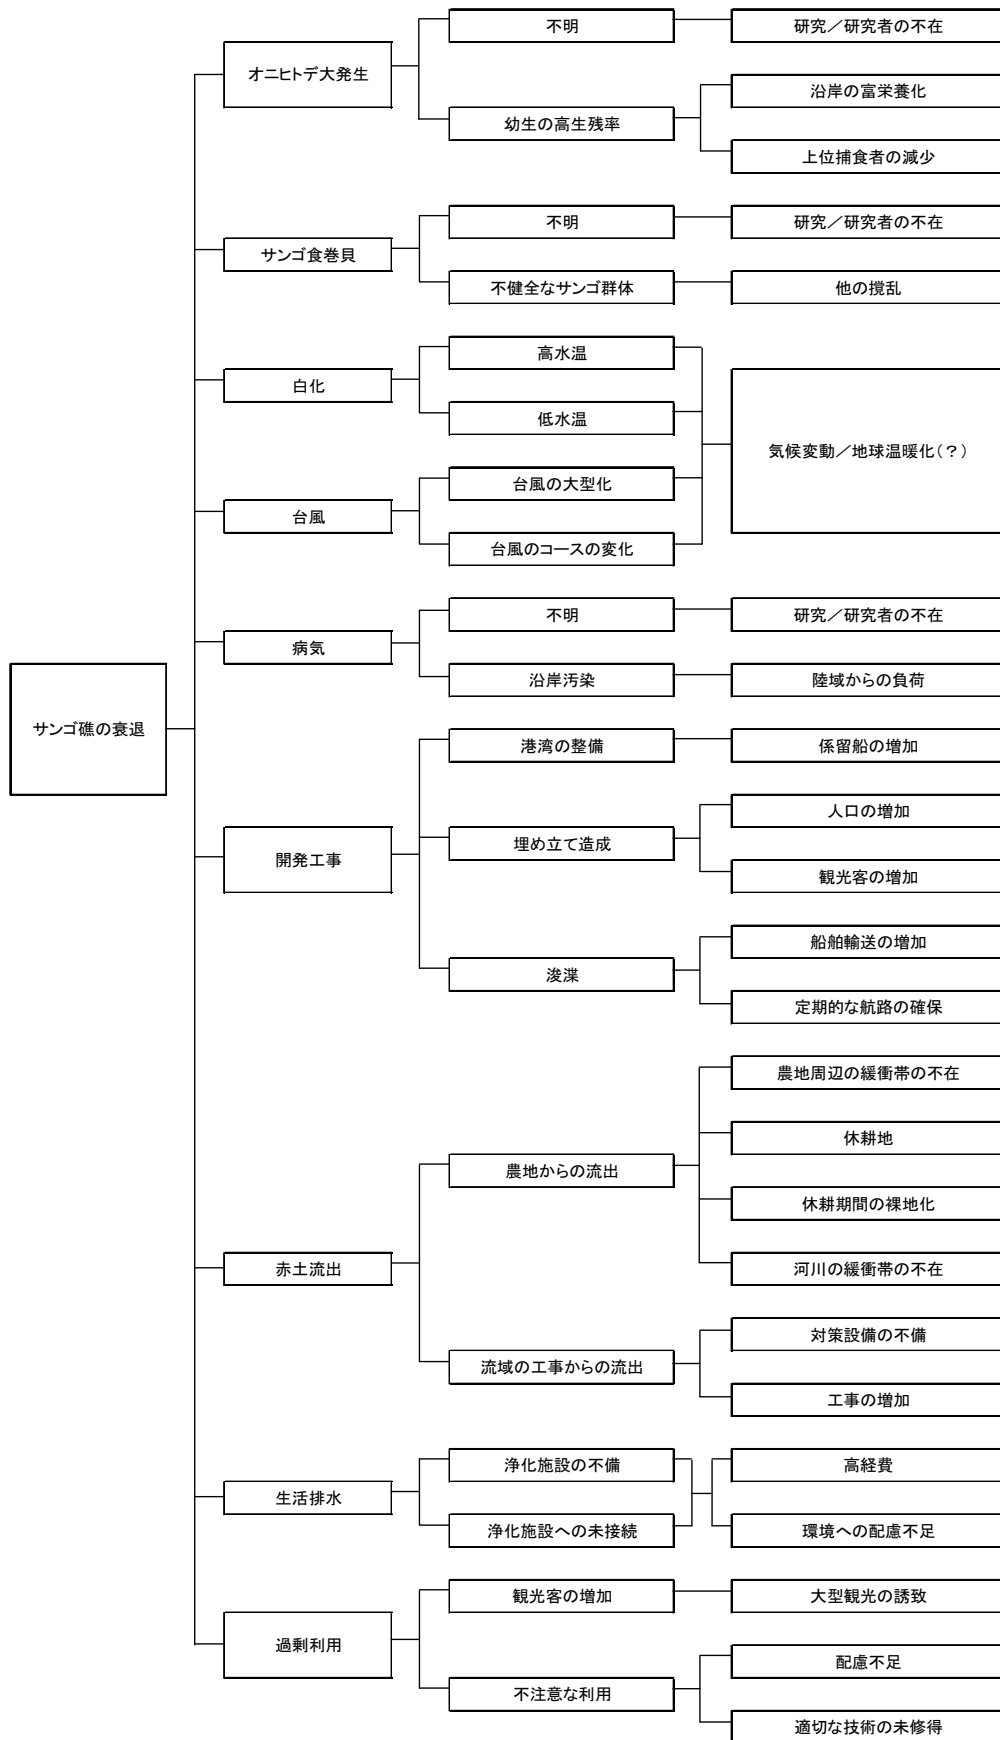 サンゴ礁の衰退
オニヒトデ大発生
不明
研究／研究者の不在
幼生の高生残率
沿岸の富栄養化
上位捕食者の減少
サンゴ食巻貝
不明
研究／研究者の不在
不健全なサンゴ群体
他の撹乱
白化
高水温
低水温
気候変動／地球温暖化(？)
台風
台風の大型化
台風のコースの変化
病気
不明
研究／研究者の不在
沿岸汚染
陸域からの負荷
開発工事
港湾の整備
係留船の増加
埋め立て造成
人口の増加
観光客の増加
浚渫
船舶輸送の増加
定期的な航路の確保
赤土流出
農地からの流出
農地周辺の緩衝帯の不在
休耕地
休耕期間の裸地化
河川の緩衝帯の不在
流域の工事からの流出
対策設備の不備
工事の増加
生活排水
浄化施設の不備
浄化施設への未接続
高経費
環境への配慮不足
過剰利用
観光客の増加
大型観光の誘致
不注意な利用
配慮不足
適切な技術の未修得